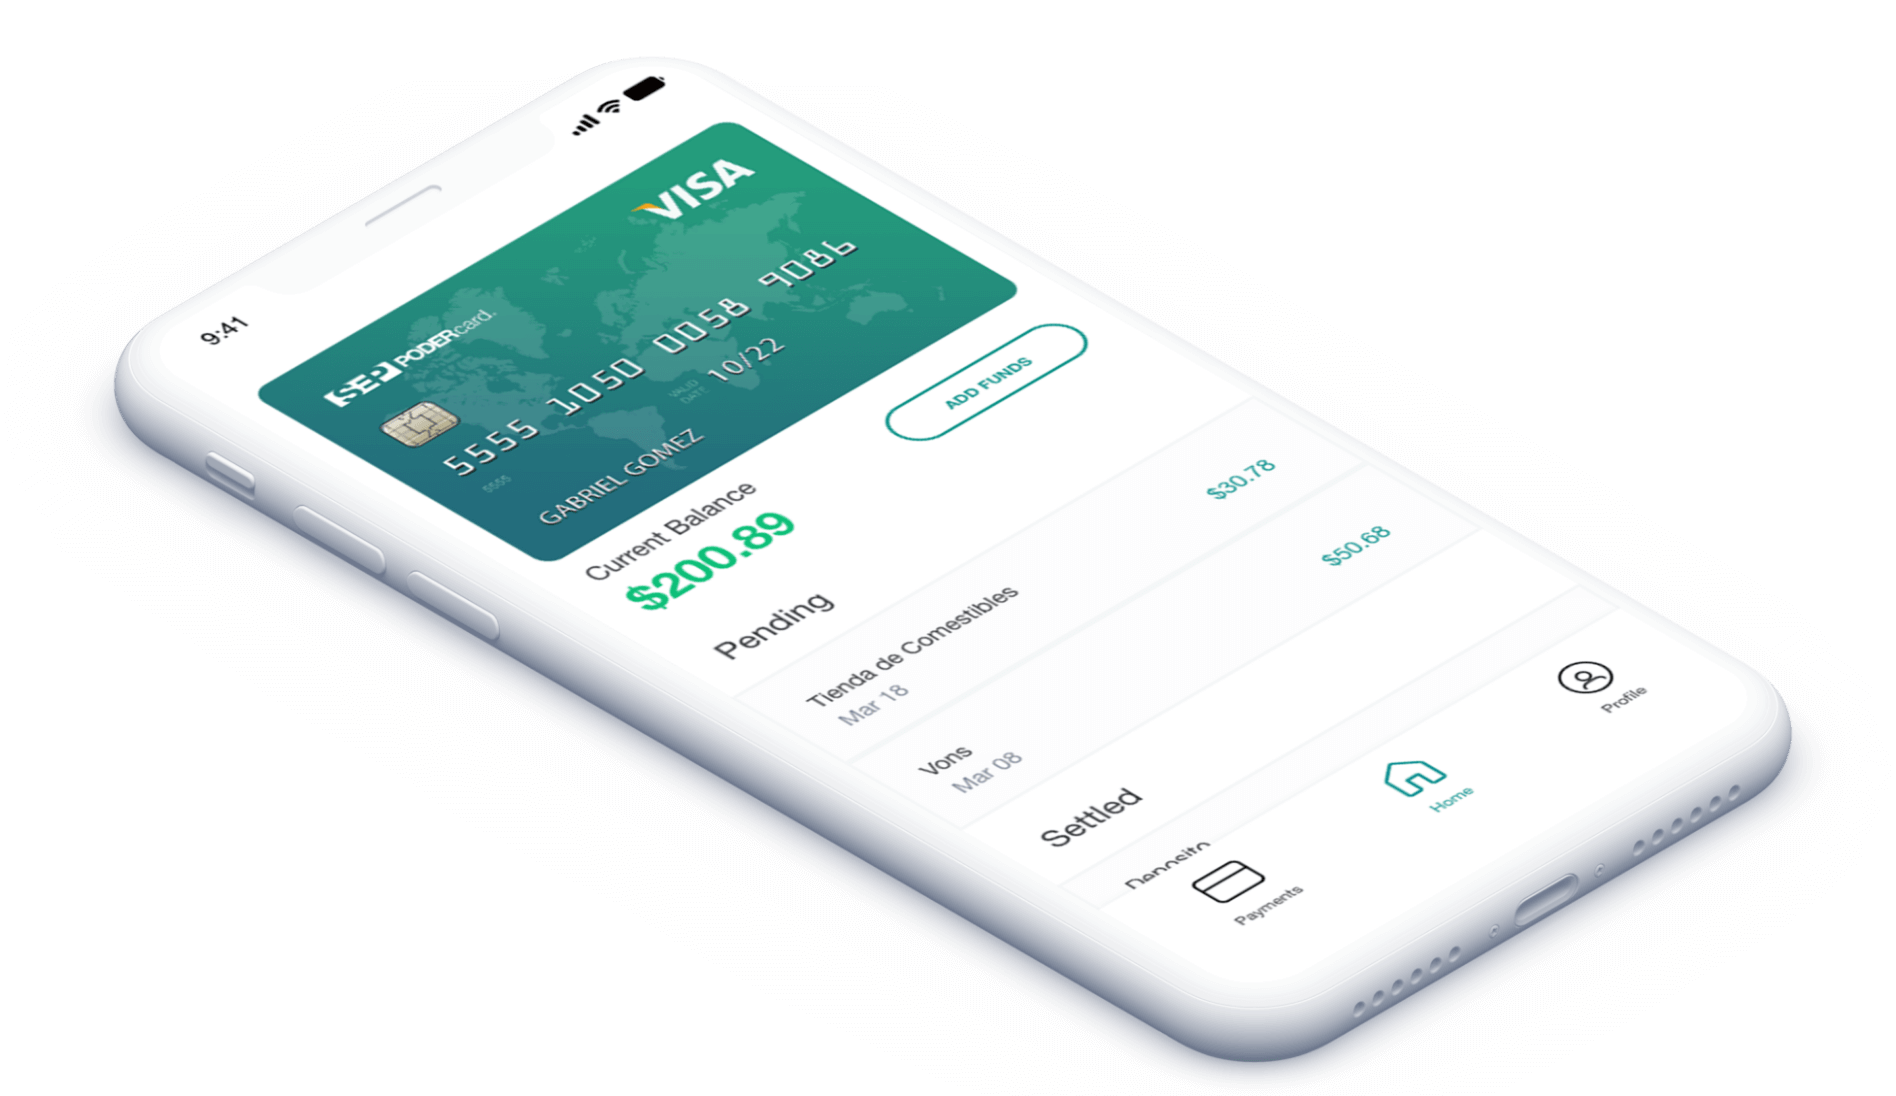 9:41
VISA
¡SEP! PODERcard.
5555 1050 0058 9086
5555
VALID
DATE
10/22
GABRIEL GOMEZ
Current Balance
$200.89
ADD FUNDS
Pending
Tienda de Comestibles
$30.78
Mar 18
Vons
$50.68
Mar 08
Settled
Deposito
Payments
Home
Profile